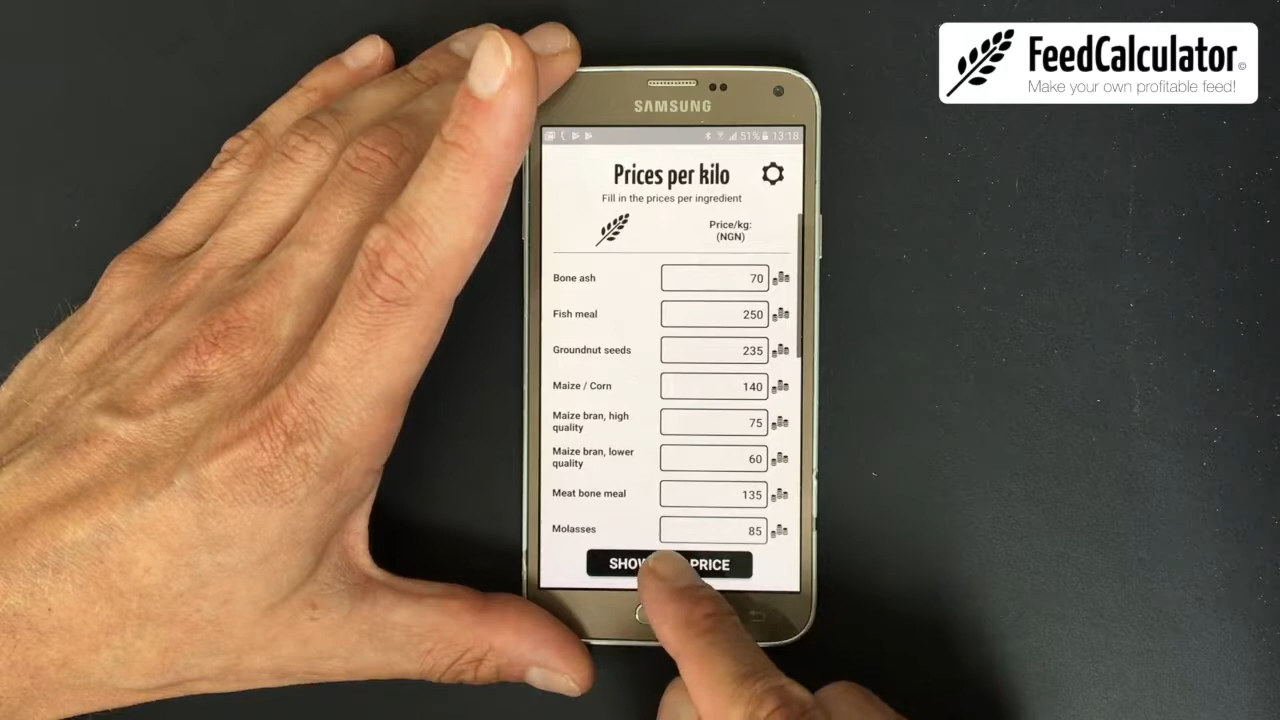 FeedCalculator©
Make your own profitable feed!
SAMSUNG
51% 13:18
Prices per kilo
Fill in the prices per ingredient
Price/kg:
(NGN)
Bone ash 70
Fish meal 250
Groundnut seeds 235
Maize / Corn 140
Maize bran, high
quality 75
Maize bran, lower
quality 60
Meat bone meal 135
Molasses 85
PRICE